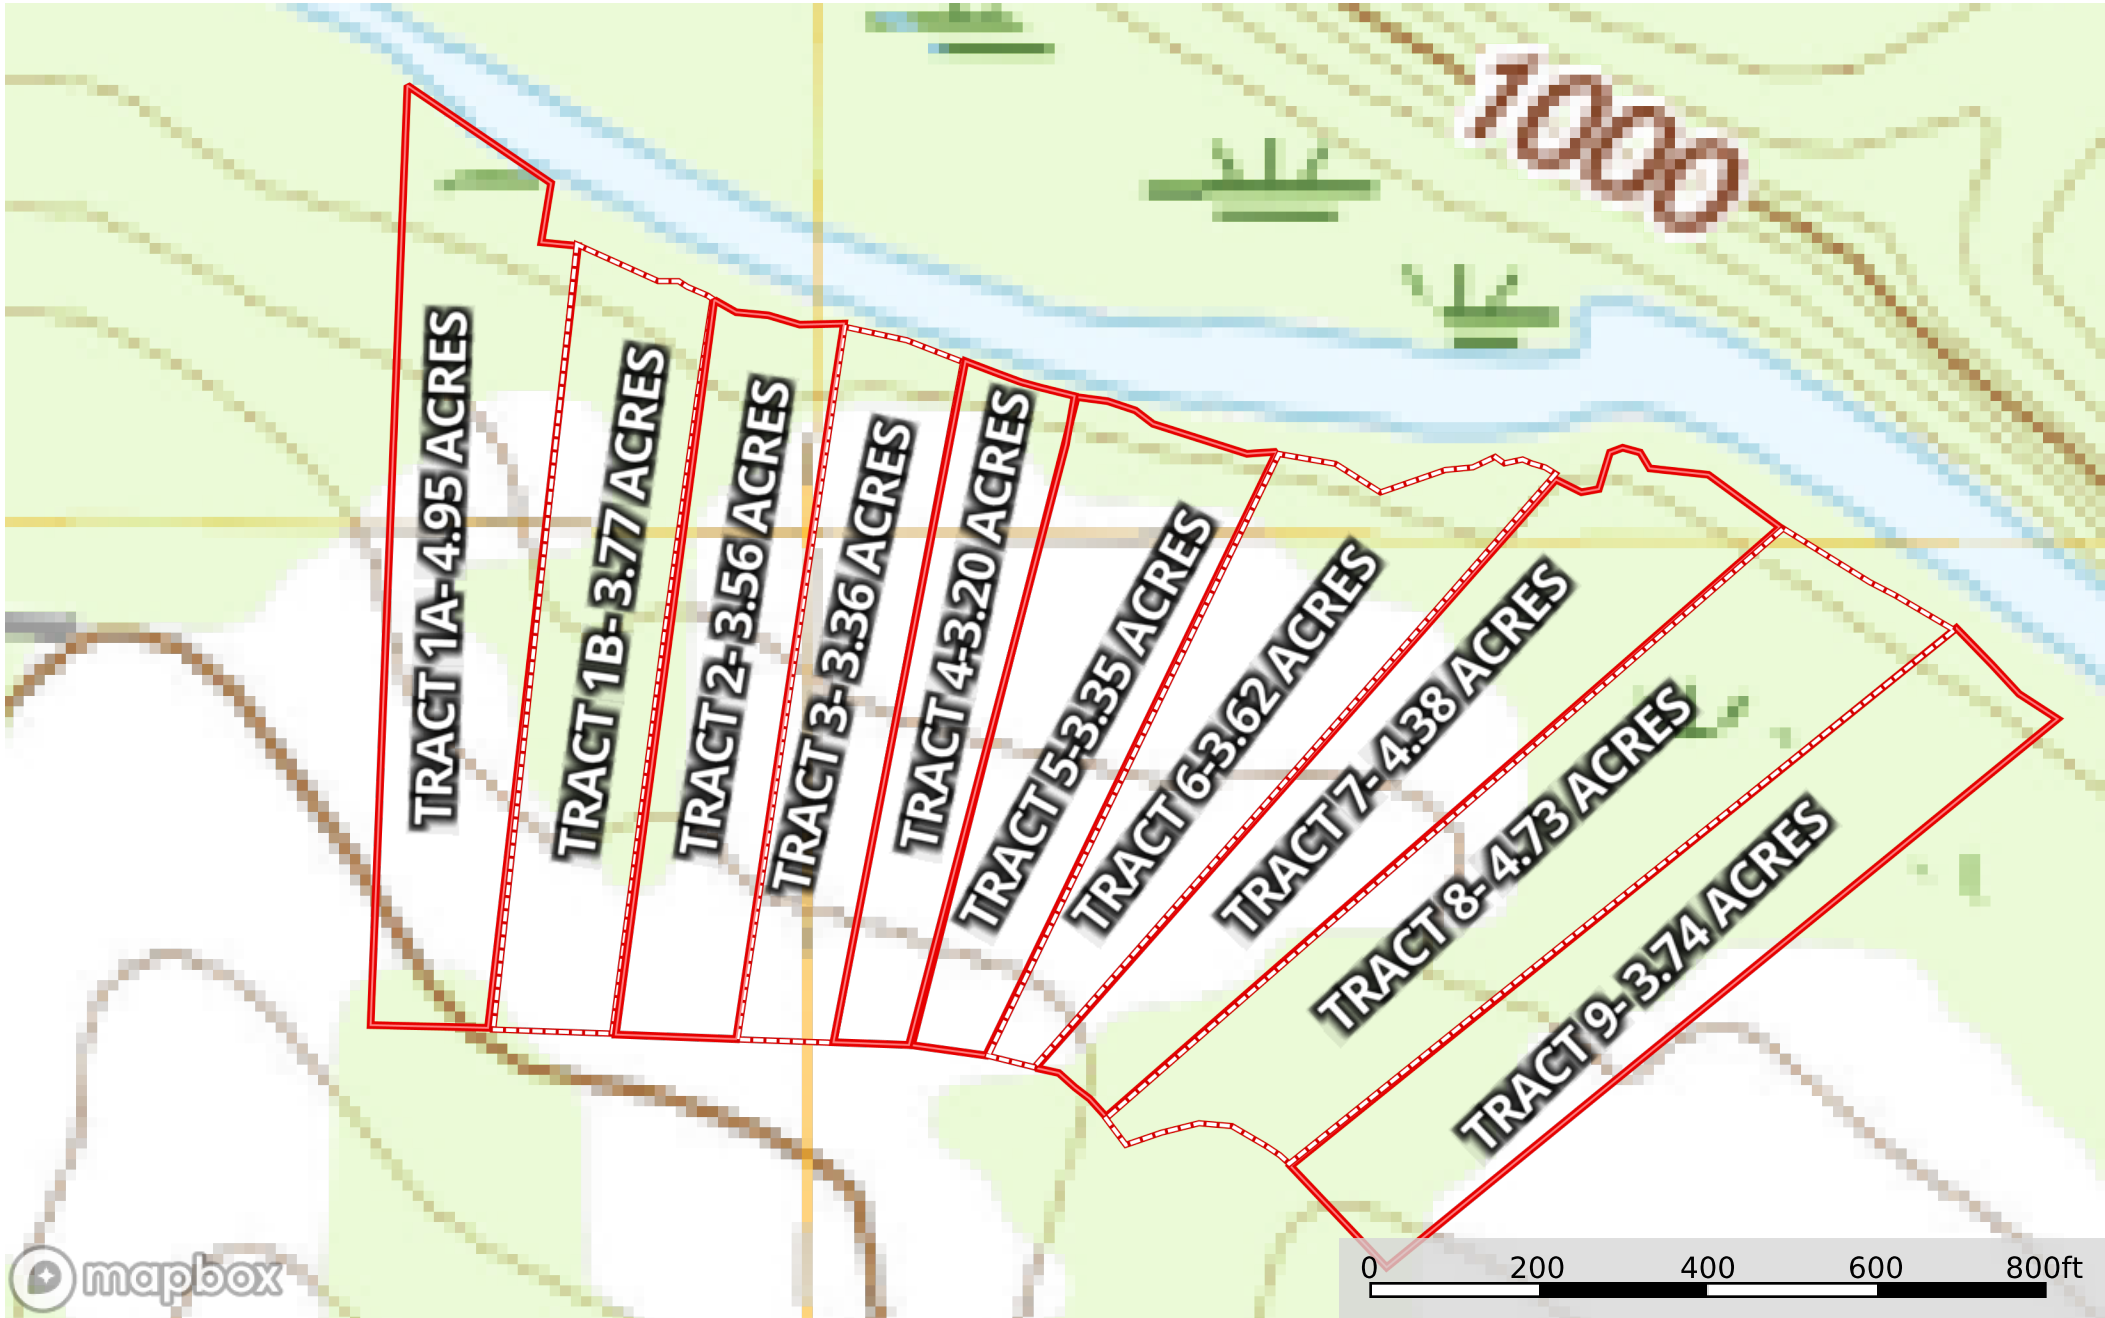 1000
TRACT 1A- 4.95 ACRES
TRACT 1B- 3.77 ACRES
TRACT 2- 3.56 ACRES
TRACT 3- 3.36 ACRES
TRACT 4-3.20 ACRES
TRACT 5-3.35 ACRES
TRACT 6-3.62 ACRES
TRACT 7- 4.38 ACRES
TRACT 8- 4.73 ACRES
TRACT 9- 3.74 ACRES
mapbox
0 200 400 600 800ft